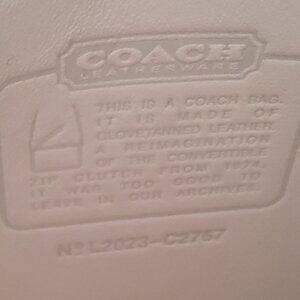 COACH
LEATHERWARE
THIS IS A COACH BAG.
IT IS MADE OF
GLOVETANNED LEATHER.
A REIMAGINATION
OF THE CONVERTIBLE
ZIP CLUTCH FROM 1974.
IT WAS TOO GOOD TO
LEAVE IN OUR ARCHIVES.
Nº L2023-C2767